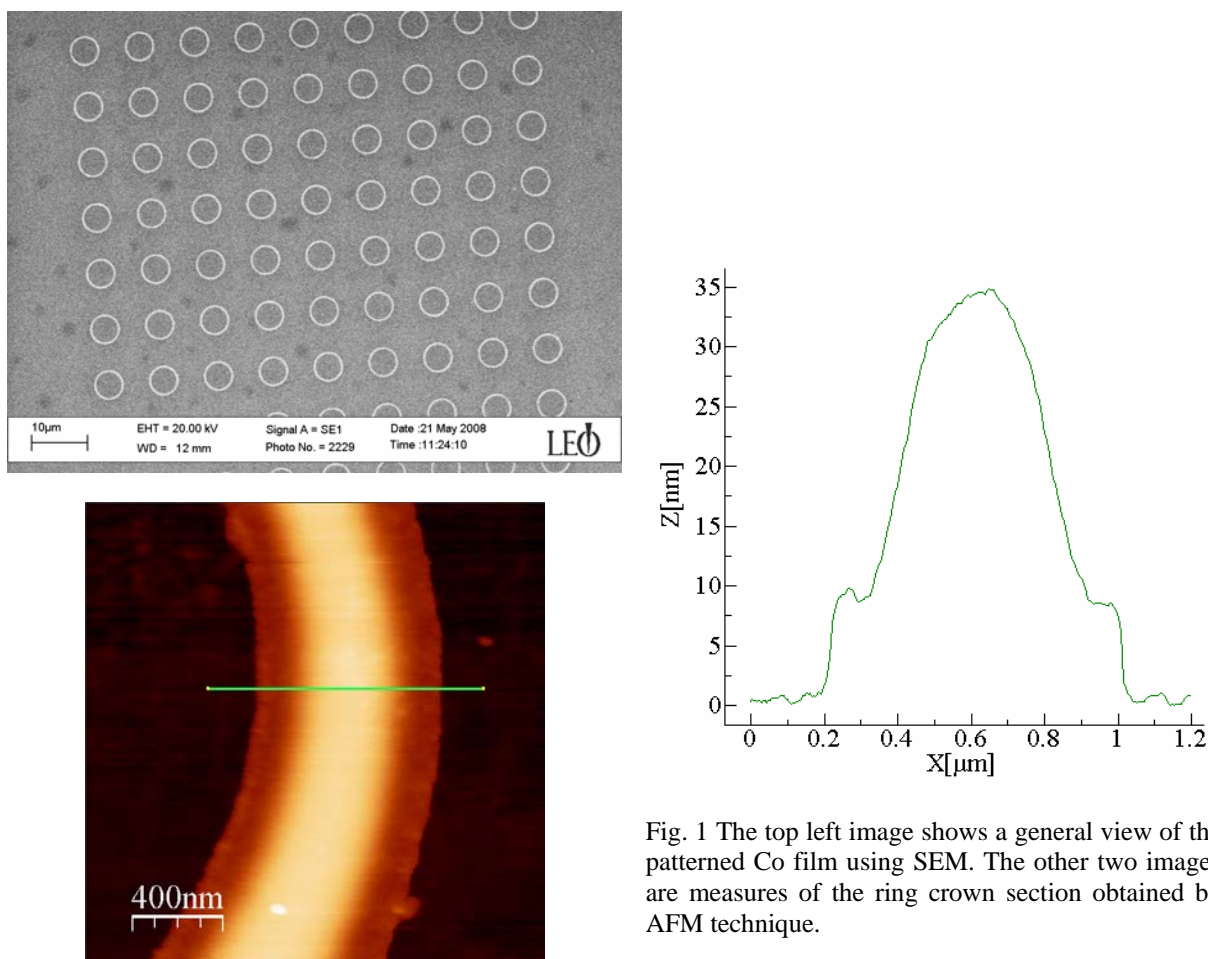 10µm
EHT = 20.00 kV
Signal A = SE1
Date :21 May 2008
WD = 12 mm
Photo No. = 2229
Time :11:24:10
LEO
400nm
35
30
25
20
15
10
5
0
Z[nm]
0 0.2 0.4 0.6 0.8 1 1.2
X[µm]
Fig. 1 The top left image shows a general view of th
patterned Co film using SEM. The other two image
are measures of the ring crown section obtained b
AFM technique.